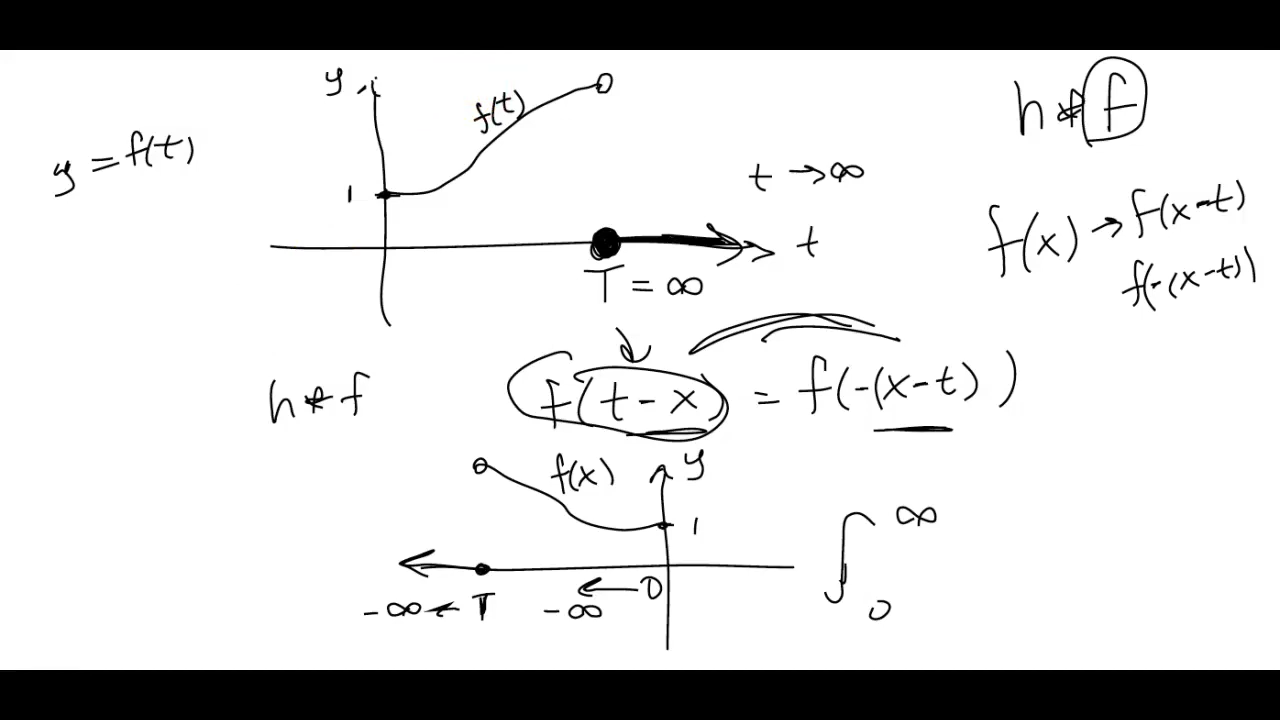 y
f(t)
h * f
y = f(t)
1
t → ∞
t
f(x) → f(x-t)
T = ∞
f(-(x-t))
h * f
f(t-x) = f(-(x-t))
f(x)
y
1
∫ ∞
0
0
-∞ ← T
-∞ ←